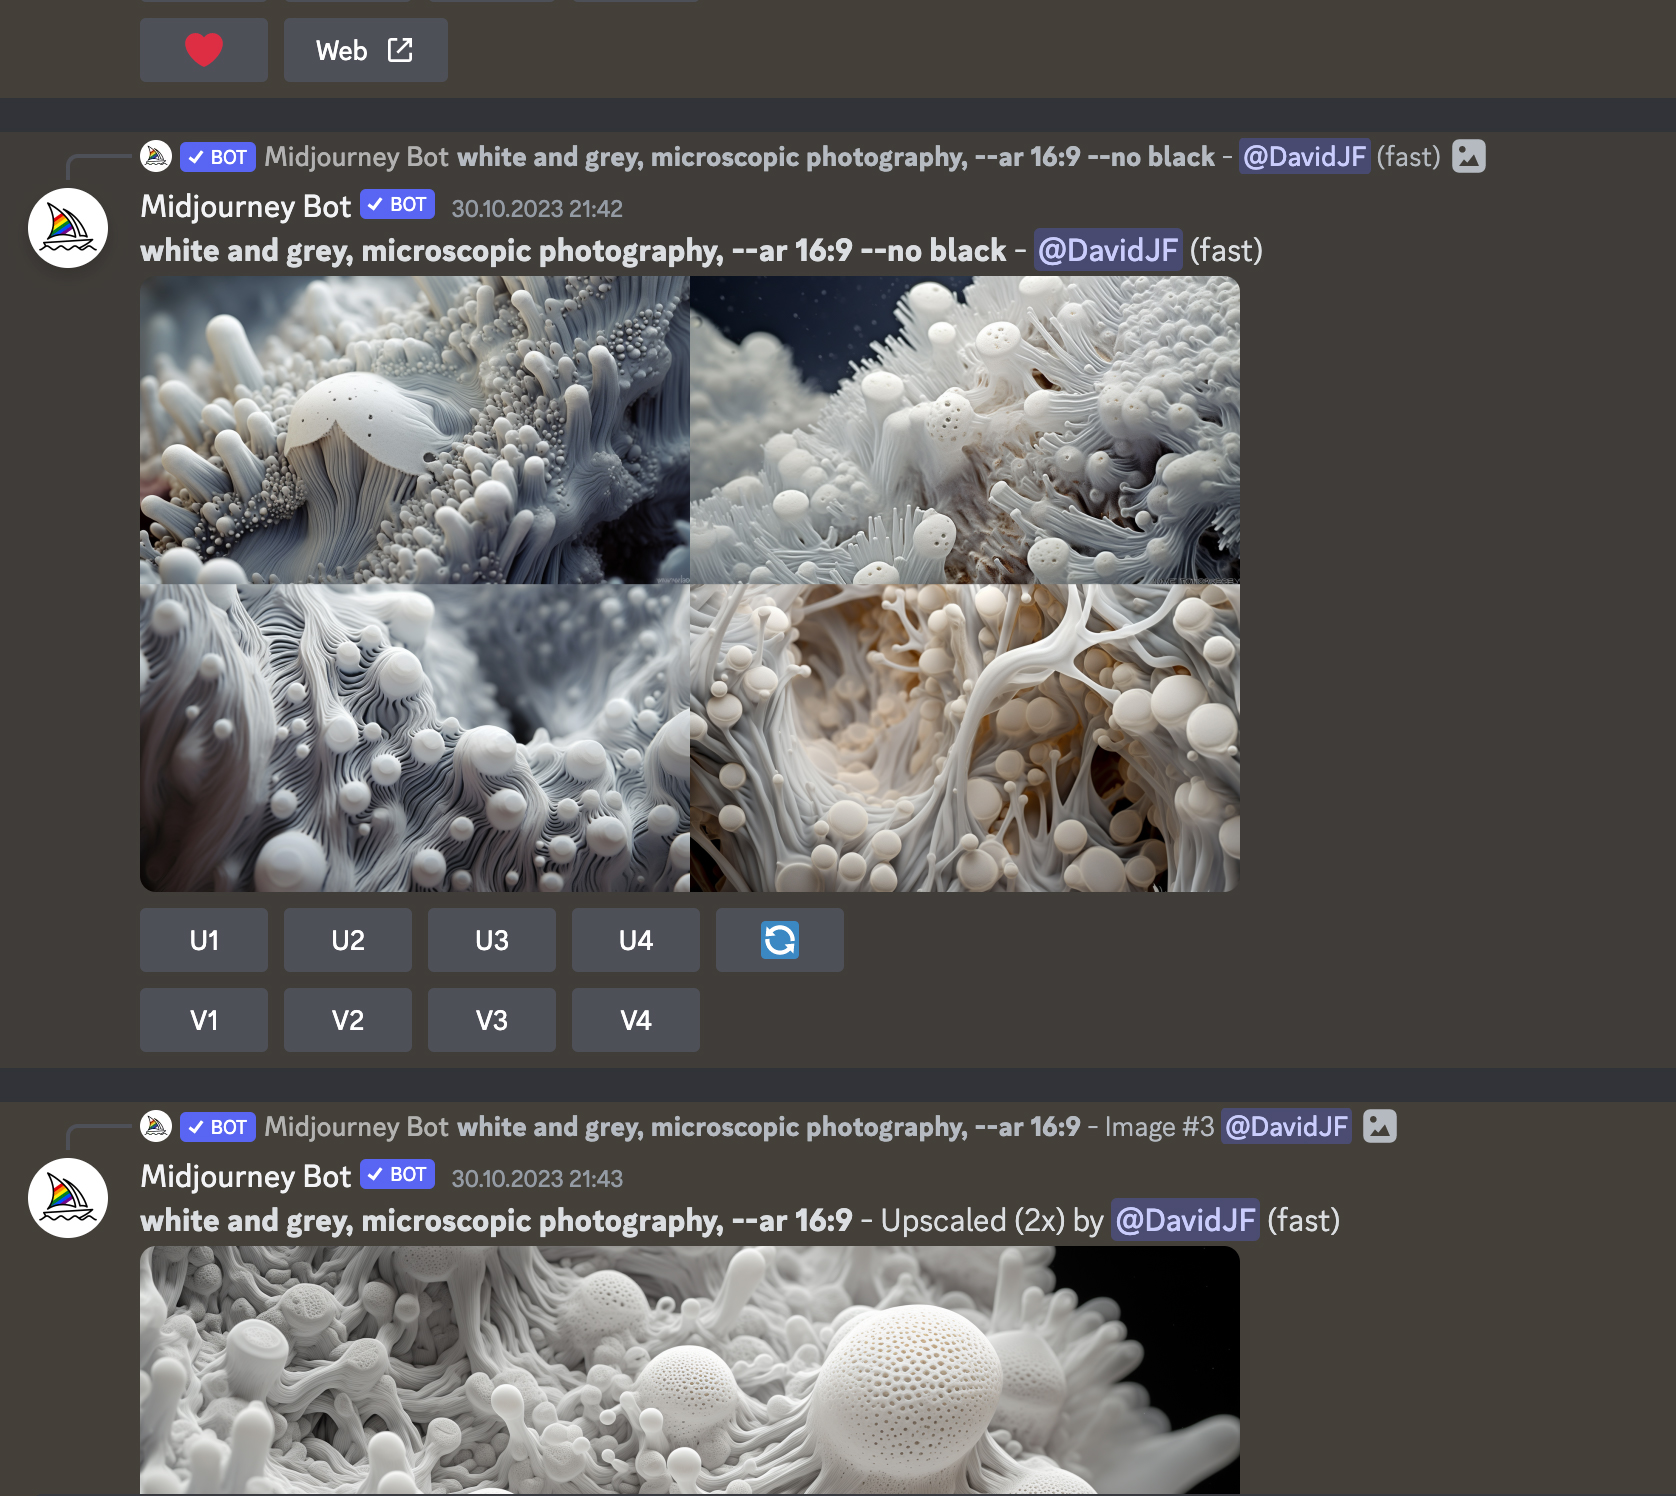 Web
BOT Midjourney Bot white and grey, microscopic photography, --ar 16:9 --no black - @DavidJF (fast)
Midjourney Bot BOT 30.10.2023 21:42
white and grey, microscopic photography, --ar 16:9 --no black - @DavidJF (fast)
U1 U2 U3 U4
V1 V2 V3 V4
BOT Midjourney Bot white and grey, microscopic photography, --ar 16:9 - Image #3 @DavidJF
Midjourney Bot BOT 30.10.2023 21:43
white and grey, microscopic photography, --ar 16:9 - Upscaled (2x) by @DavidJF (fast)